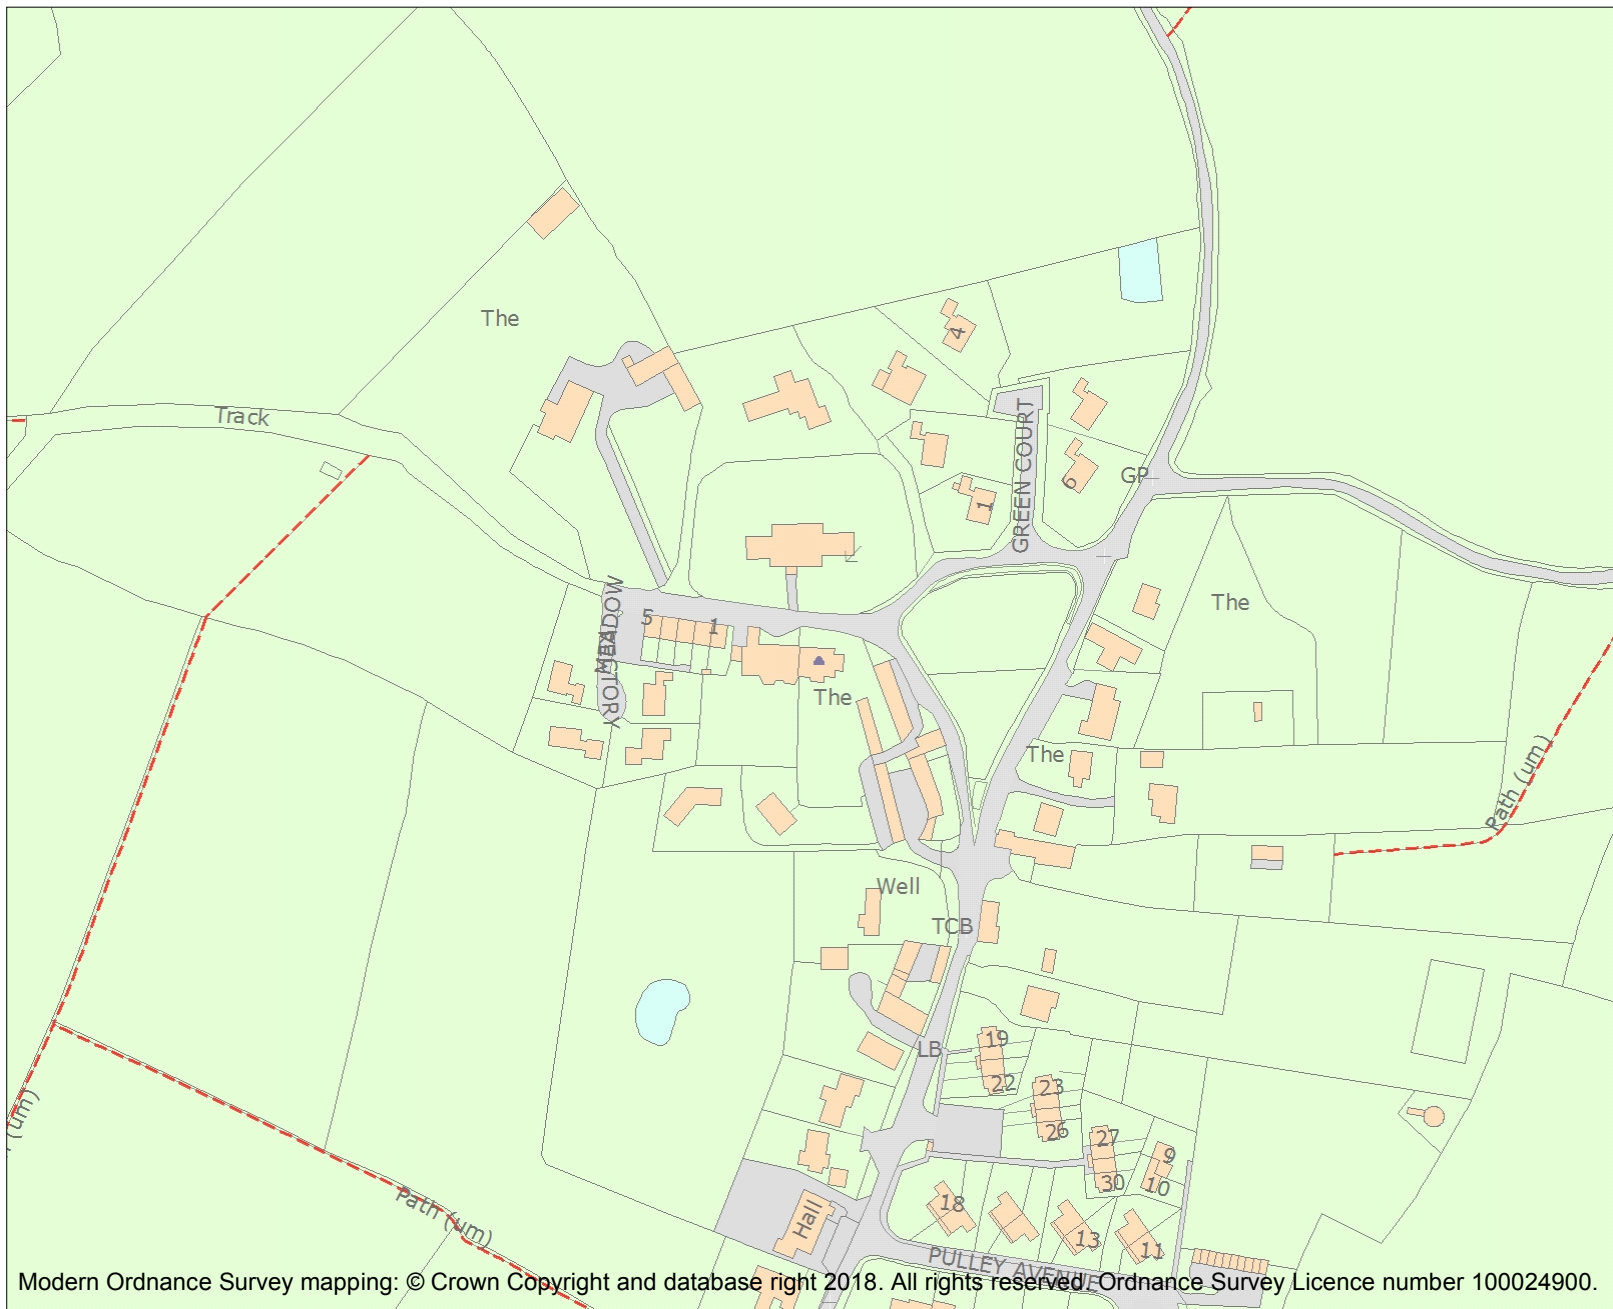 The
Track
4
GREEN COURT
6
GP
1
RECTORY MEADOW
5
1
The
The
The
Path (um)
Well
TCB
LB
19
22
23
26
27
30
9
10
(um)
Path (um)
Hall
18
13
11
PULLEY AVENUE
Modern Ordnance Survey mapping: © Crown Copyright and database right 2018. All rights reserved. Ordnance Survey Licence number 100024900.